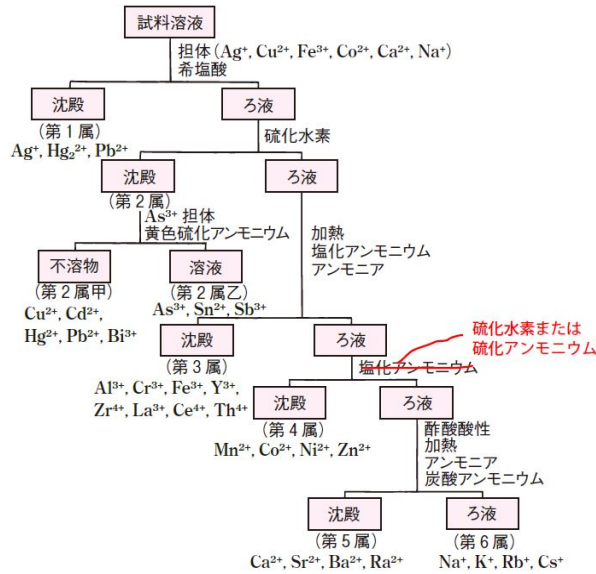 試料溶液
担体(Ag⁺, Cu²⁺, Fe³⁺, Co²⁺, Ca²⁺, Na⁺)
希塩酸
沈殿
ろ液
(第1属)
Ag⁺, Hg₂²⁺, Pb²⁺
硫化水素
沈殿
ろ液
(第2属)
As³⁺ 担体
黄色硫化アンモニウム
加熱
塩化アンモニウム
アンモニア
不溶物
溶液
(第2属甲)
(第2属乙)
Cu²⁺, Cd²⁺,
Hg²⁺, Pb²⁺, Bi³⁺
As³⁺, Sn²⁺, Sb³⁺
沈殿
ろ液
硫化水素または
硫化アンモニウム
(第3属)
塩化アンモニウム
Al³⁺, Cr³⁺, Fe³⁺, Y³⁺,
Zr⁴⁺, La³⁺, Ce⁴⁺, Th⁴⁺
沈殿
ろ液
(第4属)
Mn²⁺, Co²⁺, Ni²⁺, Zn²⁺
酢酸酸性
加熱
アンモニア
炭酸アンモニウム
沈殿
ろ液
(第5属)
(第6属)
Ca²⁺, Sr²⁺, Ba²⁺, Ra²⁺
Na⁺, K⁺, Rb⁺, Cs⁺